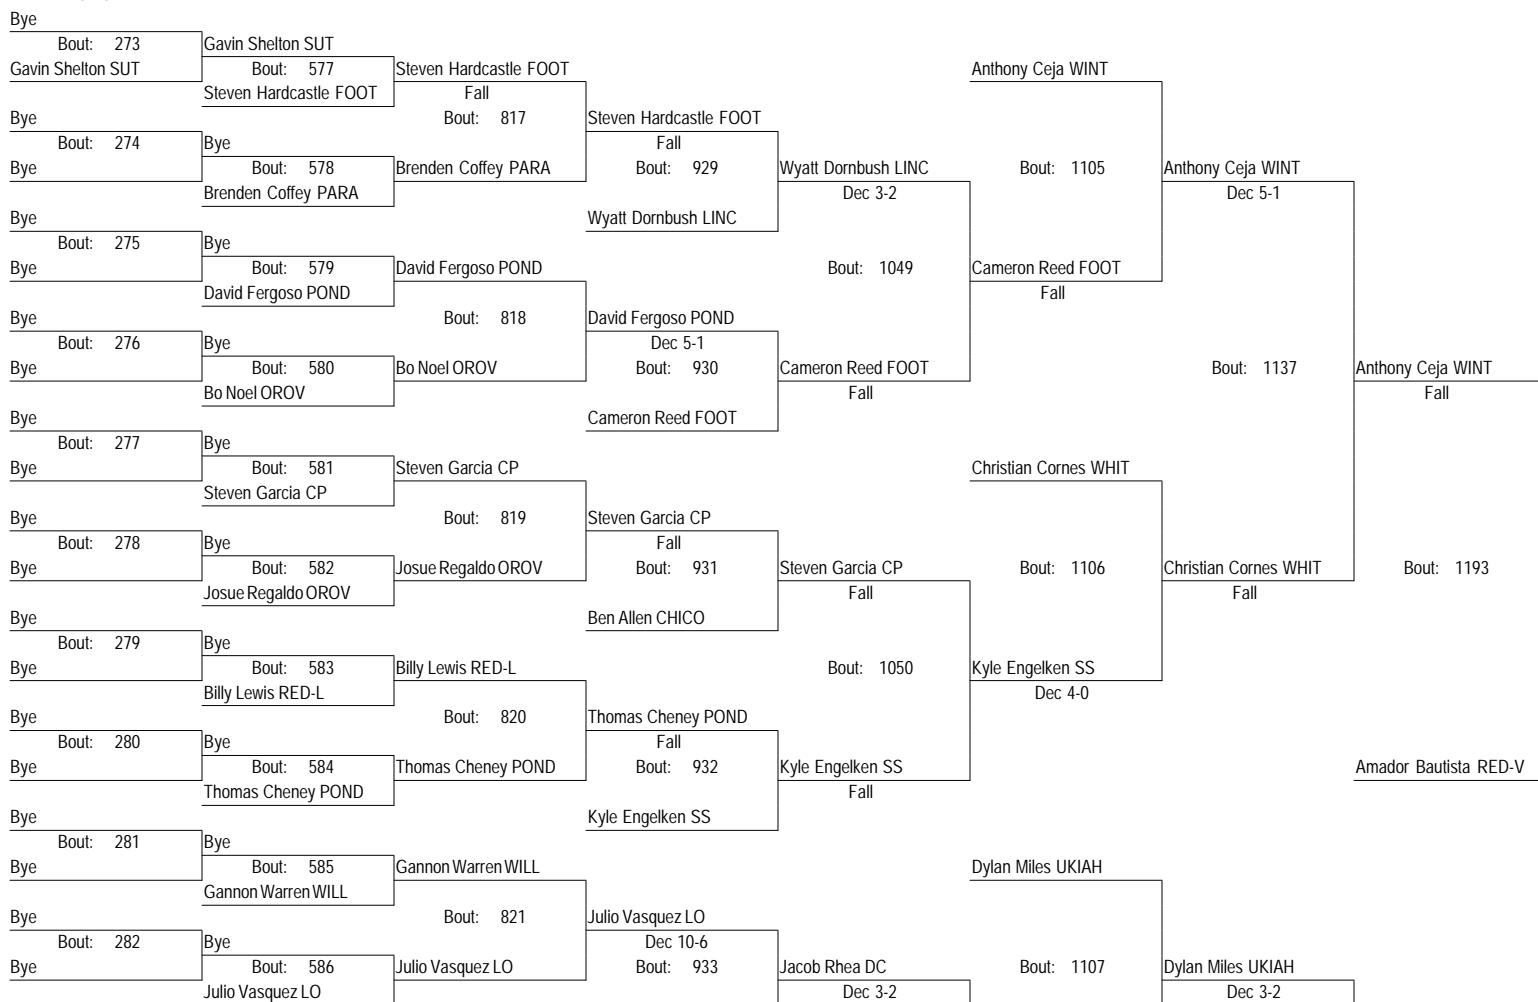 Bye
Bout: 273 Gavin Shelton SUT
Gavin Shelton SUT Bout: 577 Steven Hardcastle FOOT Anthony Ceja WINT
Steven Hardcastle FOOT Fall
Bye Bout: 817 Steven Hardcastle FOOT
Bout: 274 Bye Fall
Bye Bout: 578 Brenden Coffey PARA Bout: 929 Wyatt Dornbush LINC Bout: 1105 Anthony Ceja WINT
Brenden Coffey PARA Dec 3-2 Dec 5-1
Bye Wyatt Dornbush LINC
Bout: 275 Bye
Bye Bout: 579 David Fergoso POND Bout: 1049 Cameron Reed FOOT
David Fergoso POND Fall
Bye Bout: 818 David Fergoso POND
Bout: 276 Bye Dec 5-1
Bye Bout: 580 Bo Noel OROV Bout: 930 Cameron Reed FOOT Bout: 1137 Anthony Ceja WINT
Bo Noel OROV Fall Fall
Bye Cameron Reed FOOT
Bout: 277 Bye
Bye Bout: 581 Steven Garcia CP Christian Cornes WHIT
Steven Garcia CP
Bye Bout: 819 Steven Garcia CP
Bout: 278 Bye Fall
Bye Bout: 582 Josue Regaldo OROV Bout: 931 Steven Garcia CP Bout: 1106 Christian Cornes WHIT Bout: 1193
Josue Regaldo OROV Fall Fall
Bye Ben Allen CHICO
Bout: 279 Bye
Bye Bout: 583 Billy Lewis RED-L Bout: 1050 Kyle Engelken SS
Billy Lewis RED-L Dec 4-0
Bye Bout: 820 Thomas Cheney POND
Bout: 280 Bye Fall
Bye Bout: 584 Thomas Cheney POND Bout: 932 Kyle Engelken SS Amador Bautista RED-V
Thomas Cheney POND Fall
Bye Kyle Engelken SS
Bout: 281 Bye
Bye Bout: 585 Gannon Warren WILL Dylan Miles UKIAH
Gannon Warren WILL
Bye Bout: 821 Julio Vasquez LO
Bout: 282 Bye Dec 10-6
Bye Bout: 586 Julio Vasquez LO Bout: 933 Jacob Rhea DC Bout: 1107 Dylan Miles UKIAH
Julio Vasquez LO Dec 3-2 Dec 3-2